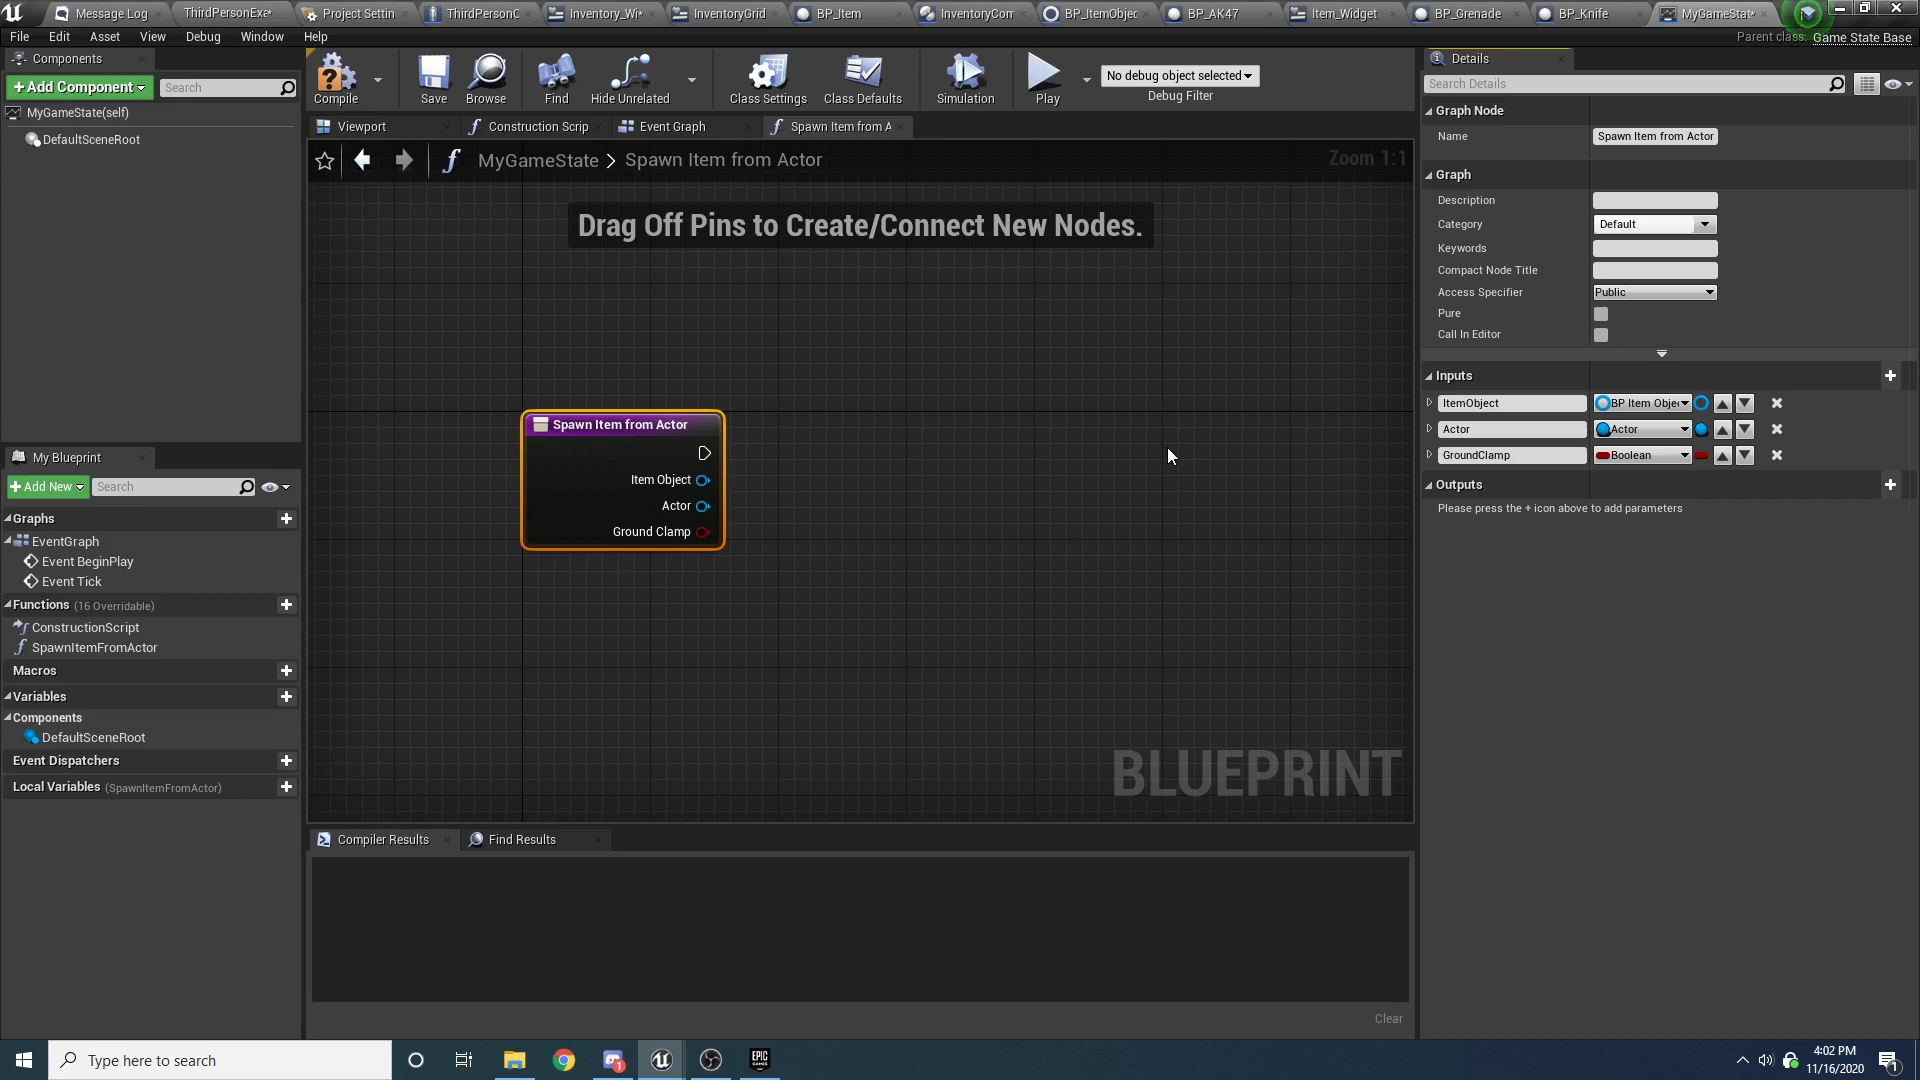 Message Log
ThirdPersonExa*
Project Settin
ThirdPersonC
Inventory_Wi*
InventoryGrid
BP_Item
InventoryCom
BP_ItemObjec
BP_AK47
Item_Widget
BP_Grenade
BP_Knife
MyGameStat*
File Edit Asset View Debug Window Help
Parent class: Game State Base
Components
+ Add Component
Search
MyGameState(self)
DefaultSceneRoot
Compile
Save
Browse
Find
Hide Unrelated
Class Settings
Class Defaults
Simulation
Play
No debug object selected
Debug Filter
Viewport
Construction Scrip
Event Graph
Spawn Item from A
MyGameState > Spawn Item from Actor
Zoom 1:1
Drag Off Pins to Create/Connect New Nodes.
Spawn Item from Actor
Item Object
Actor
Ground Clamp
BLUEPRINT
My Blueprint
+ Add New
Search
Graphs
EventGraph
Event BeginPlay
Event Tick
Functions (16 Overridable)
ConstructionScript
SpawnItemFromActor
Macros
Variables
Components
DefaultSceneRoot
Event Dispatchers
Local Variables (SpawnItemFromActor)
Compiler Results
Find Results
Clear
Details
Search Details
Graph Node
Name Spawn Item from Actor
Graph
Description
Category Default
Keywords
Compact Node Title
Access Specifier Public
Pure
Call In Editor
Inputs
ItemObject BP Item Objec
Actor Actor
GroundClamp Boolean
Outputs
Please press the + icon above to add parameters
Type here to search
1
EPIC GAMES
4:02 PM
11/16/2020
1